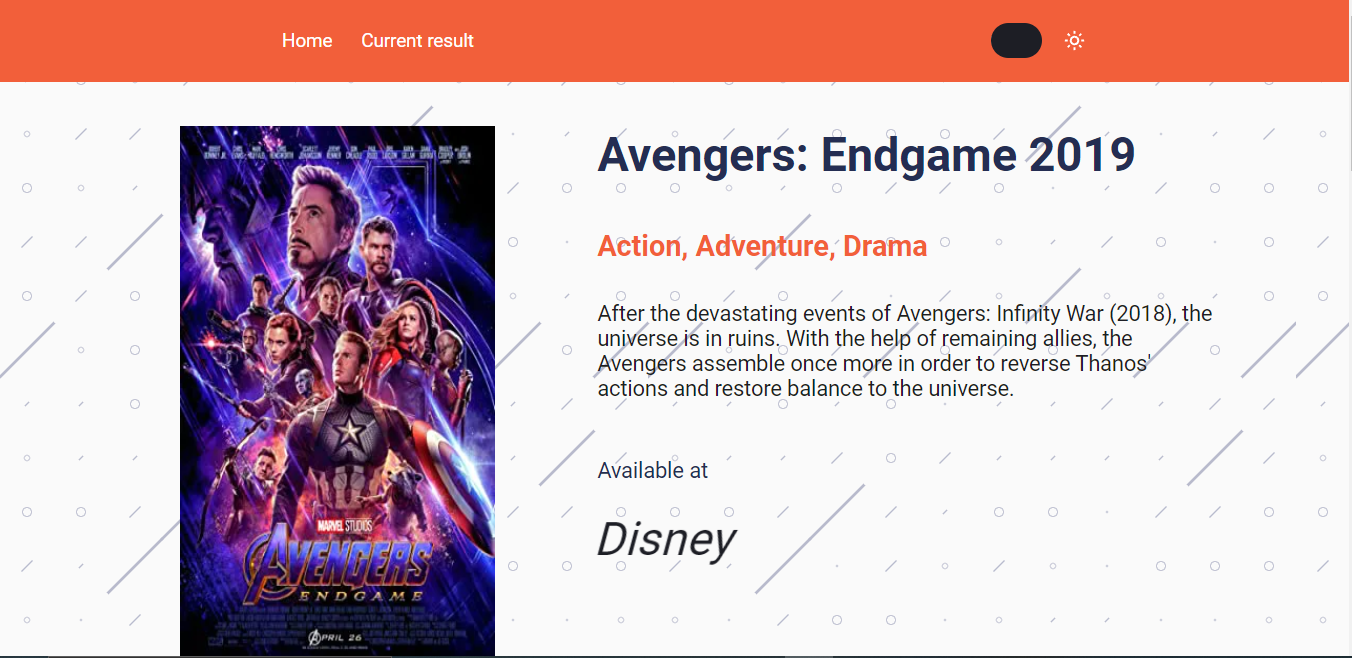 Home Current result
Avengers: Endgame 2019
Action, Adventure, Drama
After the devastating events of Avengers: Infinity War (2018), the
universe is in ruins. With the help of remaining allies, the
Avengers assemble once more in order to reverse Thanos'
actions and restore balance to the universe.
Available at
Disney
MARVEL STUDIOS
AVENGERS
ENDGAME
APRIL 26